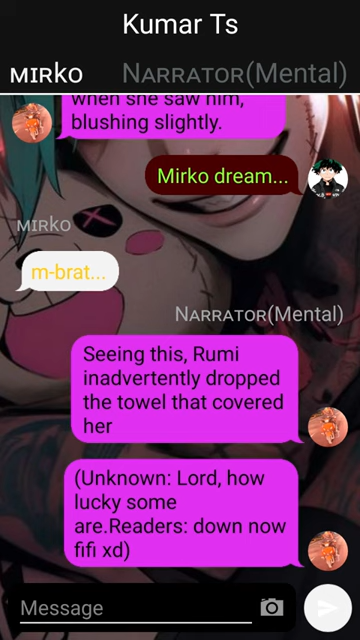 Kumar Ts
MIRKO NARRATOR(MENTAL)
when she saw him,
blushing slightly.
Mirko dream...
MIRKO
m-brat...
NARRATOR(MENTAL)
Seeing this, Rumi
inadvertently dropped
the towel that covered
her
(Unknown: Lord, how
lucky some
are.Readers: down now
fifi xd)
Message